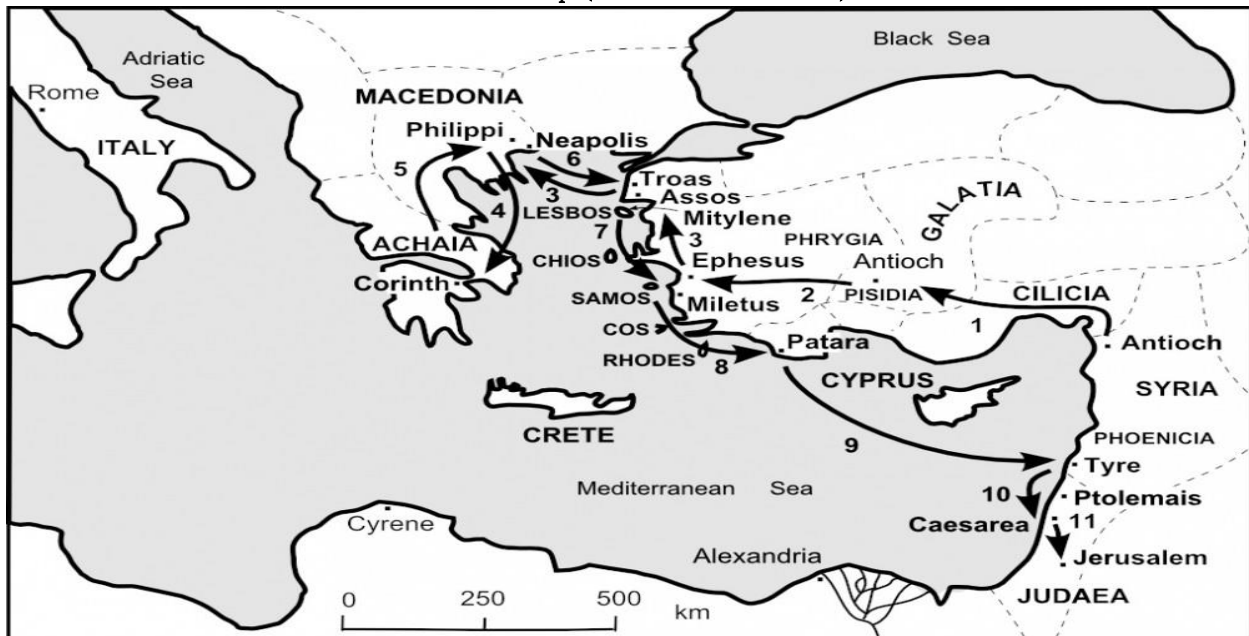 Black Sea
Adriatic
Sea
Rome
ITALY
MACEDONIA
Philippi
Neapolis
5
6
3
4
Troas
Assos
LESBOS
Mitylene
7
3
GALATIA
PHRYGIA
ACHAIA
CHIOS
Ephesus
Antioch
Corinth
2
PISIDIA
CILICIA
SAMOS
Miletus
1
COS
Patara
Antioch
RHODES
8
CYPRUS
SYRIA
CRETE
9
PHOENICIA
Tyre
Mediterranean Sea
10
Ptolemais
Cyrene
Caesarea
11
Alexandria
Jerusalem
JUDAEA
0 250 500
km